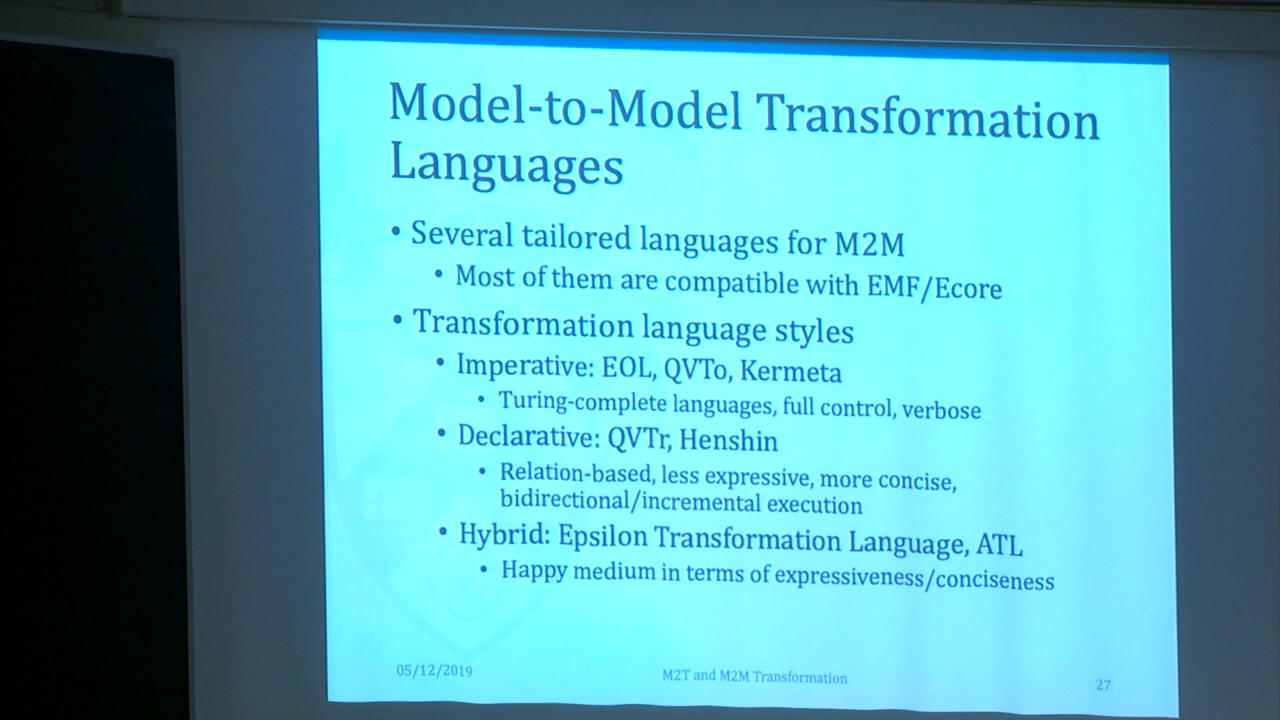 Model-to-Model Transformation
Languages
• Several tailored languages for M2M
• Most of them are compatible with EMF/Ecore
• Transformation language styles
• Imperative: EOL, QVTo, Kermeta
• Turing-complete languages, full control, verbose
• Declarative: QVTr, Henshin
• Relation-based, less expressive, more concise,
bidirectional/incremental execution
• Hybrid: Epsilon Transformation Language, ATL
• Happy medium in terms of expressiveness/conciseness
05/12/2019
M2T and M2M Transformation
27